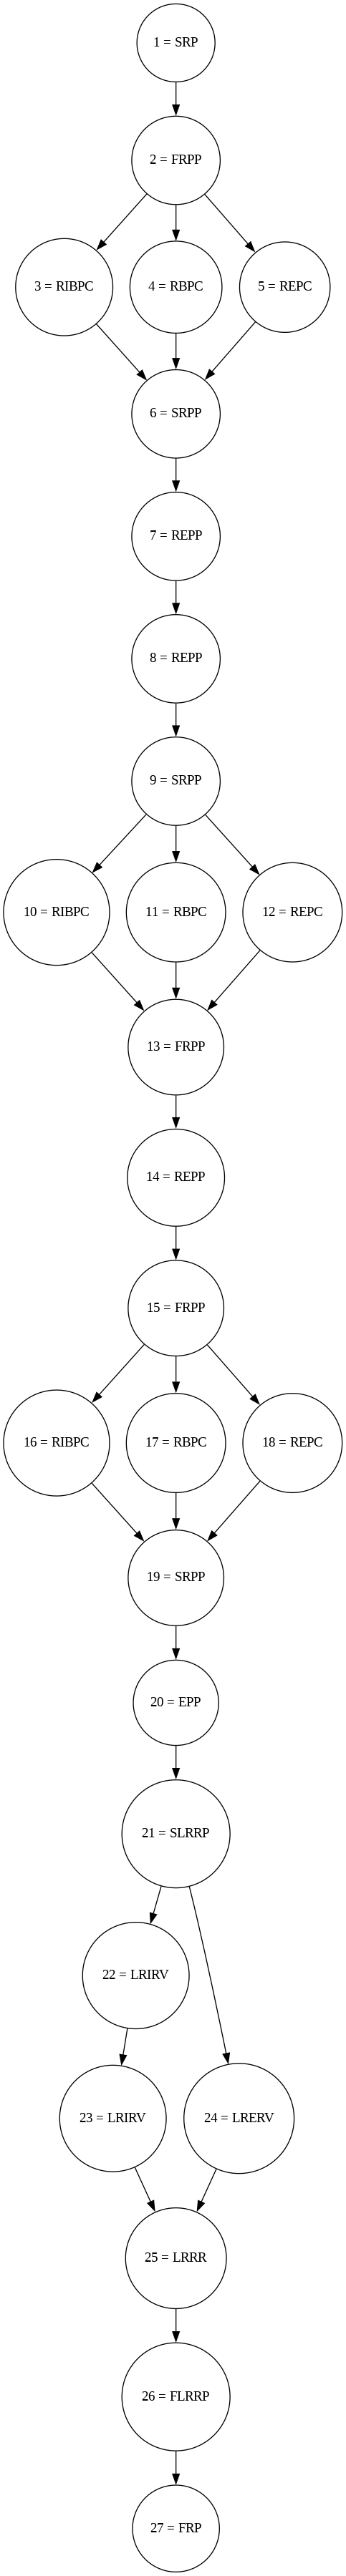 1 = SRP
2 = FRPP
3 = RIBPC
4 = RBPC
5 = REPC
6 = SRPP
7 = REPP
8 = REPP
9 = SRPP
10 = RIBPC
11 = RBPC
12 = REPC
13 = FRPP
14 = REPP
15 = FRPP
16 = RIBPC
17 = RBPC
18 = REPC
19 = SRPP
20 = EPP
21 = SLRRP
22 = LRIRV
23 = LRIRV
24 = LRERV
25 = LRRR
26 = FLRRP
27 = FRP